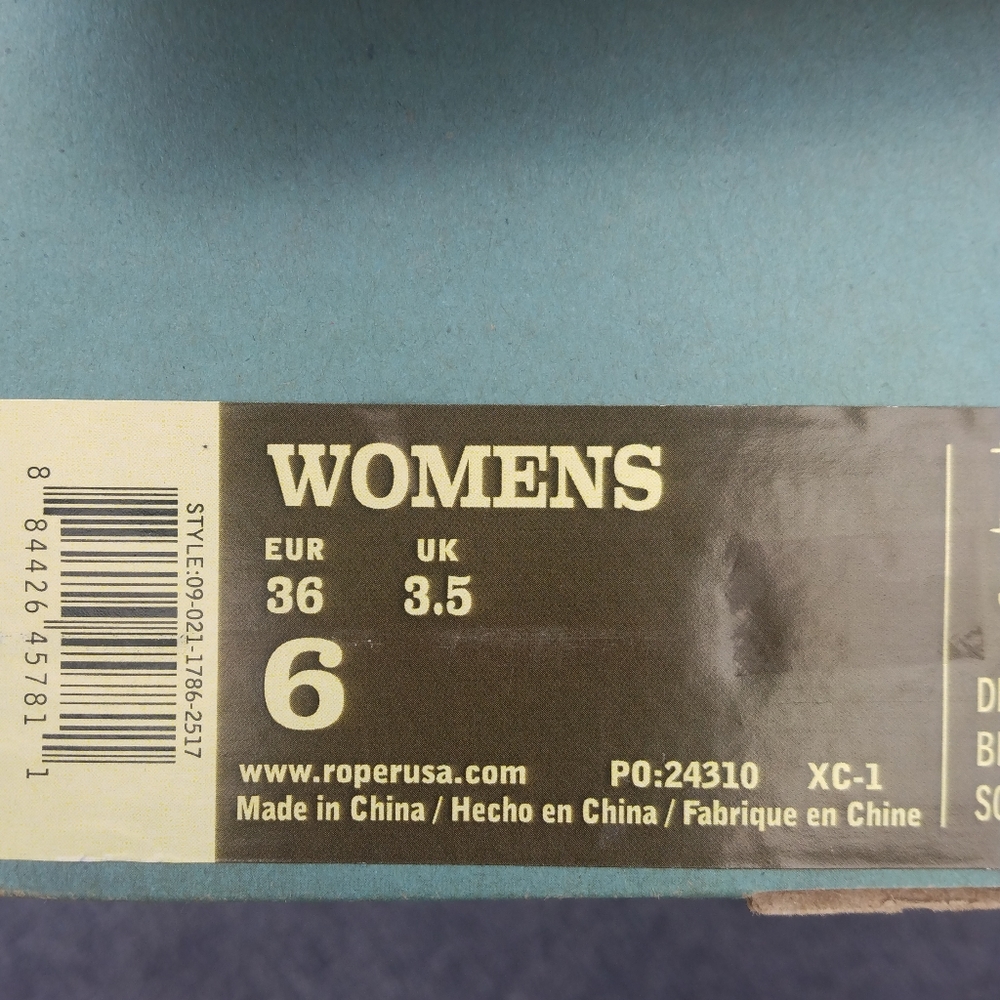 8 84426 45781 1
STYLE:09-021-1786-2517
WOMENS
EUR UK
36 3.5
6
www.roperusa.com PO:24310 XC-1
Made in China / Hecho en China / Fabrique en Chine